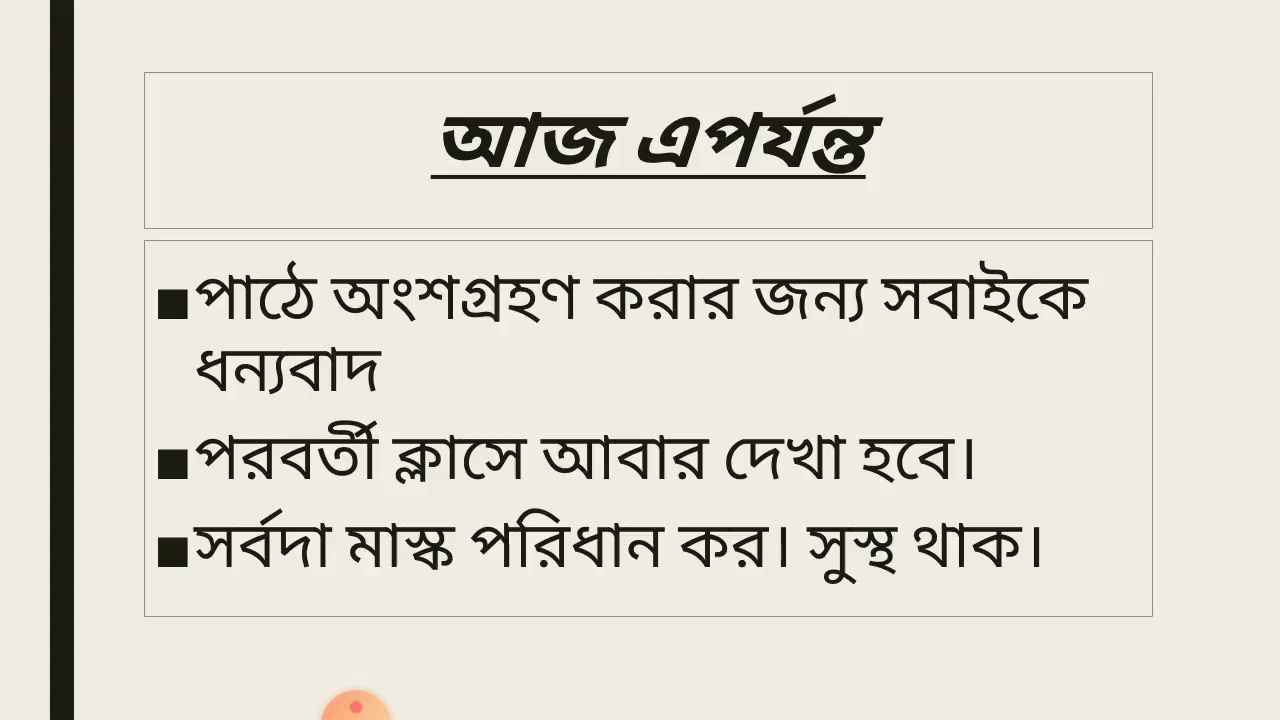 আজ এপর্যন্ত
▪পাঠে অংশগ্রহণ করার জন্য সবাইকে
ধন্যবাদ
▪পরবর্তী ক্লাসে আবার দেখা হবে।
▪সর্বদা মাস্ক পরিধান কর। সুস্থ থাক।